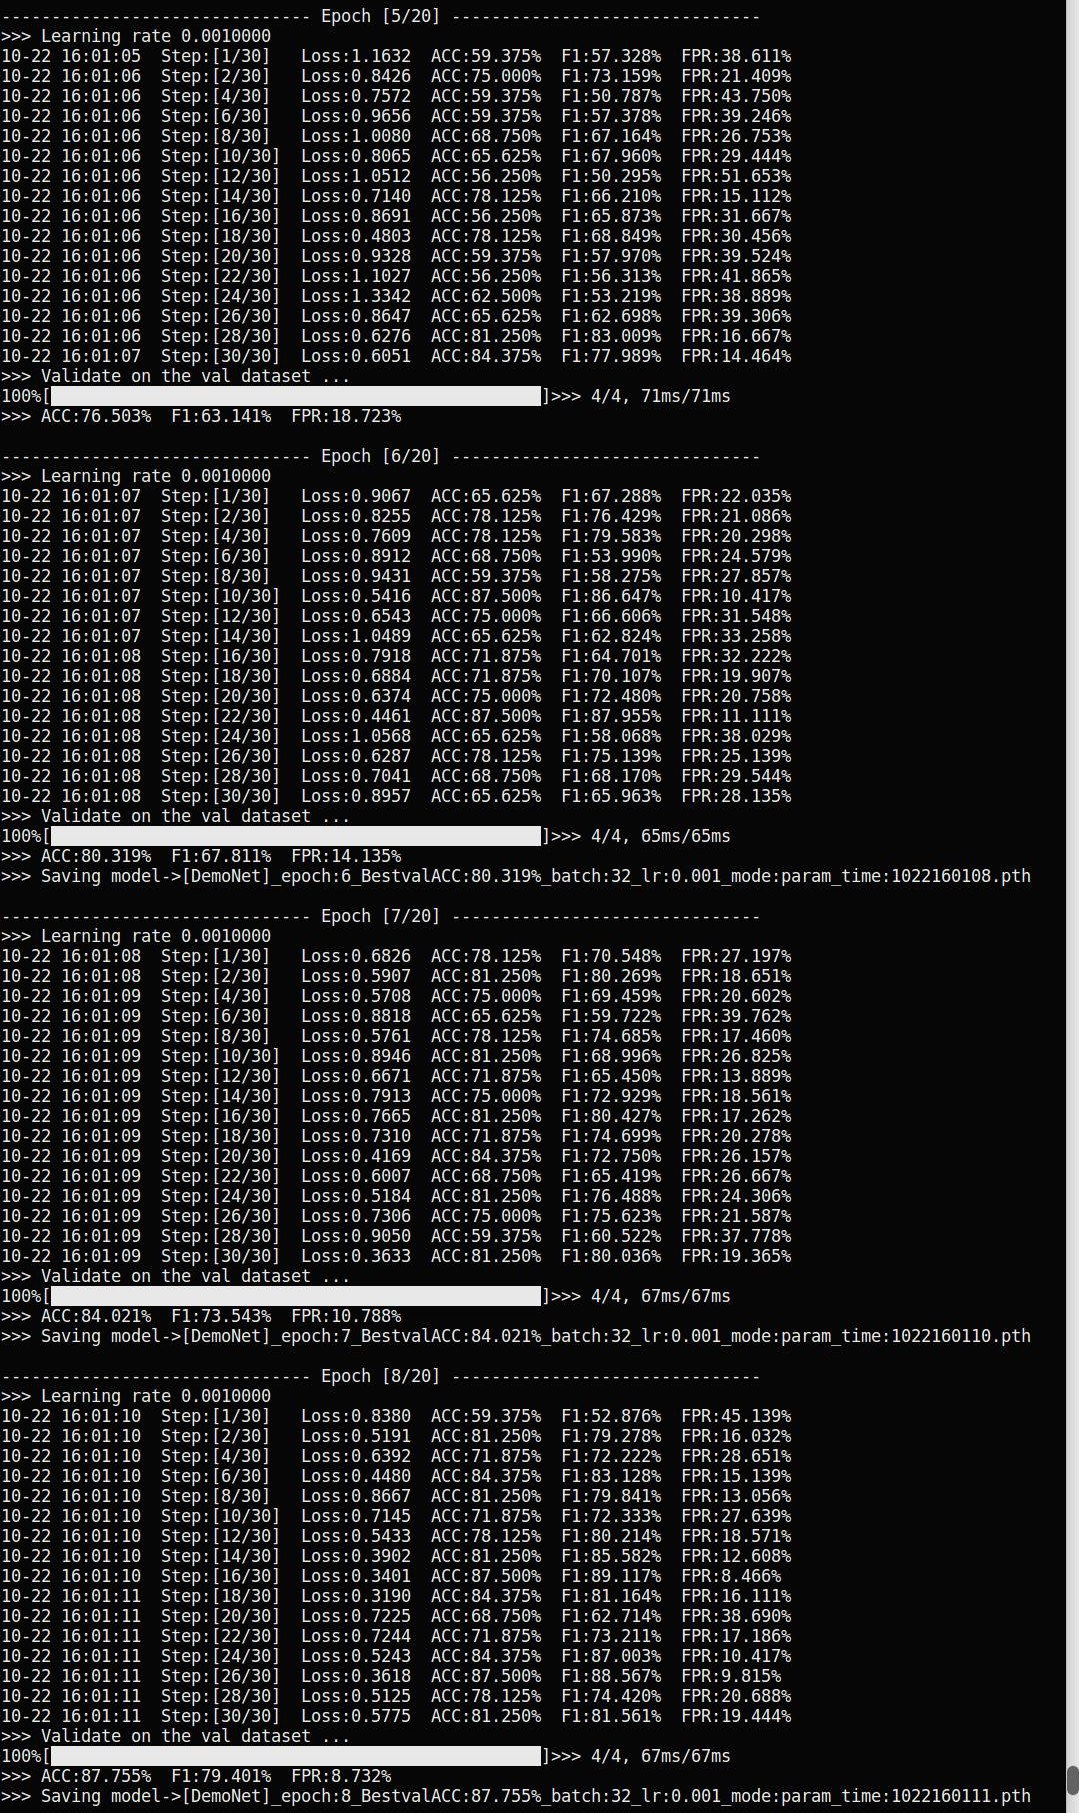 ------------------------------- Epoch [5/20] -------------------------------
>>> Learning rate 0.0010000
10-22 16:01:05  Step:[1/30]   Loss:1.1632  ACC:59.375%  F1:57.328%  FPR:38.611%
10-22 16:01:06  Step:[2/30]   Loss:0.8426  ACC:75.000%  F1:73.159%  FPR:21.409%
10-22 16:01:06  Step:[4/30]   Loss:0.7572  ACC:59.375%  F1:50.787%  FPR:43.750%
10-22 16:01:06  Step:[6/30]   Loss:0.9656  ACC:59.375%  F1:57.378%  FPR:39.246%
10-22 16:01:06  Step:[8/30]   Loss:1.0080  ACC:68.750%  F1:67.164%  FPR:26.753%
10-22 16:01:06  Step:[10/30]  Loss:0.8065  ACC:65.625%  F1:67.960%  FPR:29.444%
10-22 16:01:06  Step:[12/30]  Loss:1.0512  ACC:56.250%  F1:50.295%  FPR:51.653%
10-22 16:01:06  Step:[14/30]  Loss:0.7140  ACC:78.125%  F1:66.210%  FPR:15.112%
10-22 16:01:06  Step:[16/30]  Loss:0.8691  ACC:56.250%  F1:65.873%  FPR:31.667%
10-22 16:01:06  Step:[18/30]  Loss:0.4803  ACC:78.125%  F1:68.849%  FPR:30.456%
10-22 16:01:06  Step:[20/30]  Loss:0.9328  ACC:59.375%  F1:57.970%  FPR:39.524%
10-22 16:01:06  Step:[22/30]  Loss:1.1027  ACC:56.250%  F1:56.313%  FPR:41.865%
10-22 16:01:06  Step:[24/30]  Loss:1.3342  ACC:62.500%  F1:53.219%  FPR:38.889%
10-22 16:01:06  Step:[26/30]  Loss:0.8647  ACC:65.625%  F1:62.698%  FPR:39.306%
10-22 16:01:06  Step:[28/30]  Loss:0.6276  ACC:81.250%  F1:83.009%  FPR:16.667%
10-22 16:01:07  Step:[30/30]  Loss:0.6051  ACC:84.375%  F1:77.989%  FPR:14.464%
>>> Validate on the val dataset ...
100%[                                                 ]>>> 4/4, 71ms/71ms
>>> ACC:76.503%  F1:63.141%  FPR:18.723%
------------------------------- Epoch [6/20] -------------------------------
>>> Learning rate 0.0010000
10-22 16:01:07  Step:[1/30]   Loss:0.9067  ACC:65.625%  F1:67.288%  FPR:22.035%
10-22 16:01:07  Step:[2/30]   Loss:0.8255  ACC:78.125%  F1:76.429%  FPR:21.086%
10-22 16:01:07  Step:[4/30]   Loss:0.7609  ACC:78.125%  F1:79.583%  FPR:20.298%
10-22 16:01:07  Step:[6/30]   Loss:0.8912  ACC:68.750%  F1:53.990%  FPR:24.579%
10-22 16:01:07  Step:[8/30]   Loss:0.9431  ACC:59.375%  F1:58.275%  FPR:27.857%
10-22 16:01:07  Step:[10/30]  Loss:0.5416  ACC:87.500%  F1:86.647%  FPR:10.417%
10-22 16:01:07  Step:[12/30]  Loss:0.6543  ACC:75.000%  F1:66.606%  FPR:31.548%
10-22 16:01:07  Step:[14/30]  Loss:1.0489  ACC:65.625%  F1:62.824%  FPR:33.258%
10-22 16:01:08  Step:[16/30]  Loss:0.7918  ACC:71.875%  F1:64.701%  FPR:32.222%
10-22 16:01:08  Step:[18/30]  Loss:0.6884  ACC:71.875%  F1:70.107%  FPR:19.907%
10-22 16:01:08  Step:[20/30]  Loss:0.6374  ACC:75.000%  F1:72.480%  FPR:20.758%
10-22 16:01:08  Step:[22/30]  Loss:0.4461  ACC:87.500%  F1:87.955%  FPR:11.111%
10-22 16:01:08  Step:[24/30]  Loss:1.0568  ACC:65.625%  F1:58.068%  FPR:38.029%
10-22 16:01:08  Step:[26/30]  Loss:0.6287  ACC:78.125%  F1:75.139%  FPR:25.139%
10-22 16:01:08  Step:[28/30]  Loss:0.7041  ACC:68.750%  F1:68.170%  FPR:29.544%
10-22 16:01:08  Step:[30/30]  Loss:0.8957  ACC:65.625%  F1:65.963%  FPR:28.135%
>>> Validate on the val dataset ...
100%[                                                 ]>>> 4/4, 65ms/65ms
>>> ACC:80.319%  F1:67.811%  FPR:14.135%
>>> Saving model->[DemoNet]_epoch:6_BestvalACC:80.319%_batch:32_lr:0.001_mode:param_time:1022160108.pth
------------------------------- Epoch [7/20] -------------------------------
>>> Learning rate 0.0010000
10-22 16:01:08  Step:[1/30]   Loss:0.6826  ACC:78.125%  F1:70.548%  FPR:27.197%
10-22 16:01:08  Step:[2/30]   Loss:0.5907  ACC:81.250%  F1:80.269%  FPR:18.651%
10-22 16:01:09  Step:[4/30]   Loss:0.5708  ACC:75.000%  F1:69.459%  FPR:20.602%
10-22 16:01:09  Step:[6/30]   Loss:0.8818  ACC:65.625%  F1:59.722%  FPR:39.762%
10-22 16:01:09  Step:[8/30]   Loss:0.5761  ACC:78.125%  F1:74.685%  FPR:17.460%
10-22 16:01:09  Step:[10/30]  Loss:0.8946  ACC:81.250%  F1:68.996%  FPR:26.825%
10-22 16:01:09  Step:[12/30]  Loss:0.6671  ACC:71.875%  F1:65.450%  FPR:13.889%
10-22 16:01:09  Step:[14/30]  Loss:0.7913  ACC:75.000%  F1:72.929%  FPR:18.561%
10-22 16:01:09  Step:[16/30]  Loss:0.7665  ACC:81.250%  F1:80.427%  FPR:17.262%
10-22 16:01:09  Step:[18/30]  Loss:0.7310  ACC:71.875%  F1:74.699%  FPR:20.278%
10-22 16:01:09  Step:[20/30]  Loss:0.4169  ACC:84.375%  F1:72.750%  FPR:26.157%
10-22 16:01:09  Step:[22/30]  Loss:0.6007  ACC:68.750%  F1:65.419%  FPR:26.667%
10-22 16:01:09  Step:[24/30]  Loss:0.5184  ACC:81.250%  F1:76.488%  FPR:24.306%
10-22 16:01:09  Step:[26/30]  Loss:0.7306  ACC:75.000%  F1:75.623%  FPR:21.587%
10-22 16:01:09  Step:[28/30]  Loss:0.9050  ACC:59.375%  F1:60.522%  FPR:37.778%
10-22 16:01:09  Step:[30/30]  Loss:0.3633  ACC:81.250%  F1:80.036%  FPR:19.365%
>>> Validate on the val dataset ...
100%[                                                 ]>>> 4/4, 67ms/67ms
>>> ACC:84.021%  F1:73.543%  FPR:10.788%
>>> Saving model->[DemoNet]_epoch:7_BestvalACC:84.021%_batch:32_lr:0.001_mode:param_time:1022160110.pth
------------------------------- Epoch [8/20] -------------------------------
>>> Learning rate 0.0010000
10-22 16:01:10  Step:[1/30]   Loss:0.8380  ACC:59.375%  F1:52.876%  FPR:45.139%
10-22 16:01:10  Step:[2/30]   Loss:0.5191  ACC:81.250%  F1:79.278%  FPR:16.032%
10-22 16:01:10  Step:[4/30]   Loss:0.6392  ACC:71.875%  F1:72.222%  FPR:28.651%
10-22 16:01:10  Step:[6/30]   Loss:0.4480  ACC:84.375%  F1:83.128%  FPR:15.139%
10-22 16:01:10  Step:[8/30]   Loss:0.8667  ACC:81.250%  F1:79.841%  FPR:13.056%
10-22 16:01:10  Step:[10/30]  Loss:0.7145  ACC:71.875%  F1:72.333%  FPR:27.639%
10-22 16:01:10  Step:[12/30]  Loss:0.5433  ACC:78.125%  F1:80.214%  FPR:18.571%
10-22 16:01:10  Step:[14/30]  Loss:0.3902  ACC:81.250%  F1:85.582%  FPR:12.608%
10-22 16:01:10  Step:[16/30]  Loss:0.3401  ACC:87.500%  F1:89.117%  FPR:8.466%
10-22 16:01:11  Step:[18/30]  Loss:0.3190  ACC:84.375%  F1:81.164%  FPR:16.111%
10-22 16:01:11  Step:[20/30]  Loss:0.7225  ACC:68.750%  F1:62.714%  FPR:38.690%
10-22 16:01:11  Step:[22/30]  Loss:0.7244  ACC:71.875%  F1:73.211%  FPR:17.186%
10-22 16:01:11  Step:[24/30]  Loss:0.5243  ACC:84.375%  F1:87.003%  FPR:10.417%
10-22 16:01:11  Step:[26/30]  Loss:0.3618  ACC:87.500%  F1:88.567%  FPR:9.815%
10-22 16:01:11  Step:[28/30]  Loss:0.5125  ACC:78.125%  F1:74.420%  FPR:20.688%
10-22 16:01:11  Step:[30/30]  Loss:0.5775  ACC:81.250%  F1:81.561%  FPR:19.444%
>>> Validate on the val dataset ...
100%[                                                 ]>>> 4/4, 67ms/67ms
>>> ACC:87.755%  F1:79.401%  FPR:8.732%
>>> Saving model->[DemoNet]_epoch:8_BestvalACC:87.755%_batch:32_lr:0.001_mode:param_time:1022160111.pth